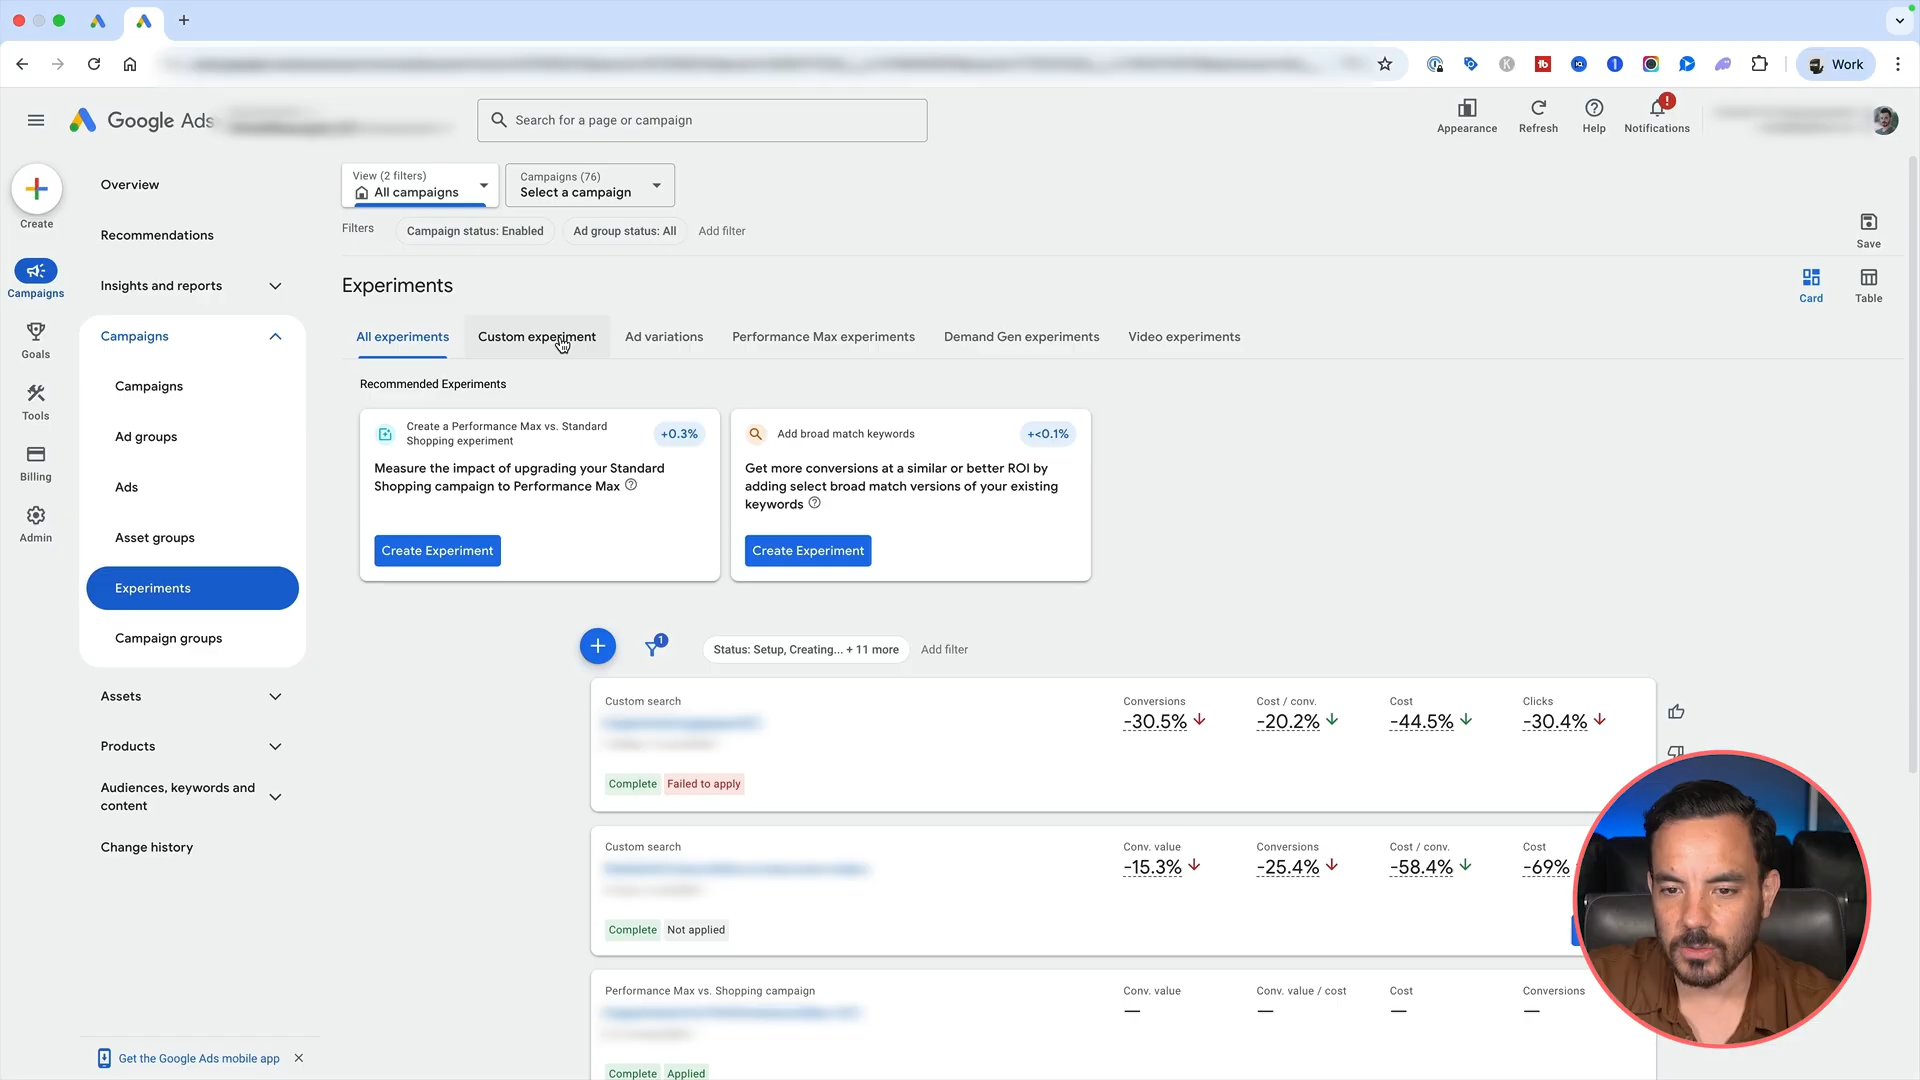 Work
Google Ads
Search for a page or campaign
Appearance
Refresh
Help
Notifications
Create
Campaigns
Goals
Tools
Billing
Admin
Overview
Recommendations
Insights and reports
Campaigns
Campaigns
Ad groups
Ads
Asset groups
Experiments
Campaign groups
Assets
Products
Audiences, keywords and
content
Change history
Get the Google Ads mobile app
View (2 filters)
All campaigns
Campaigns (76)
Select a campaign
Filters
Campaign status: Enabled
Ad group status: All
Add filter
Save
Experiments
Card
Table
All experiments
Custom experiment
Ad variations
Performance Max experiments
Demand Gen experiments
Video experiments
Recommended Experiments
Create a Performance Max vs. Standard
Shopping experiment
+0.3%
Measure the impact of upgrading your Standard
Shopping campaign to Performance Max
Create Experiment
Add broad match keywords
+<0.1%
Get more conversions at a similar or better ROI by
adding select broad match versions of your existing
keywords
Create Experiment
1
Status: Setup, Creating... + 11 more
Add filter
Custom search
Conversions
Cost / conv.
Cost
Clicks
-30.5%
-20.2%
-44.5%
-30.4%
Complete
Failed to apply
Custom search
Conv. value
Conversions
Cost / conv.
Cost
-15.3%
-25.4%
-58.4%
-69%
Complete
Not applied
Performance Max vs. Shopping campaign
Conv. value
Conv. value / cost
Cost
Conversions
—
—
—
—
Complete
Applied